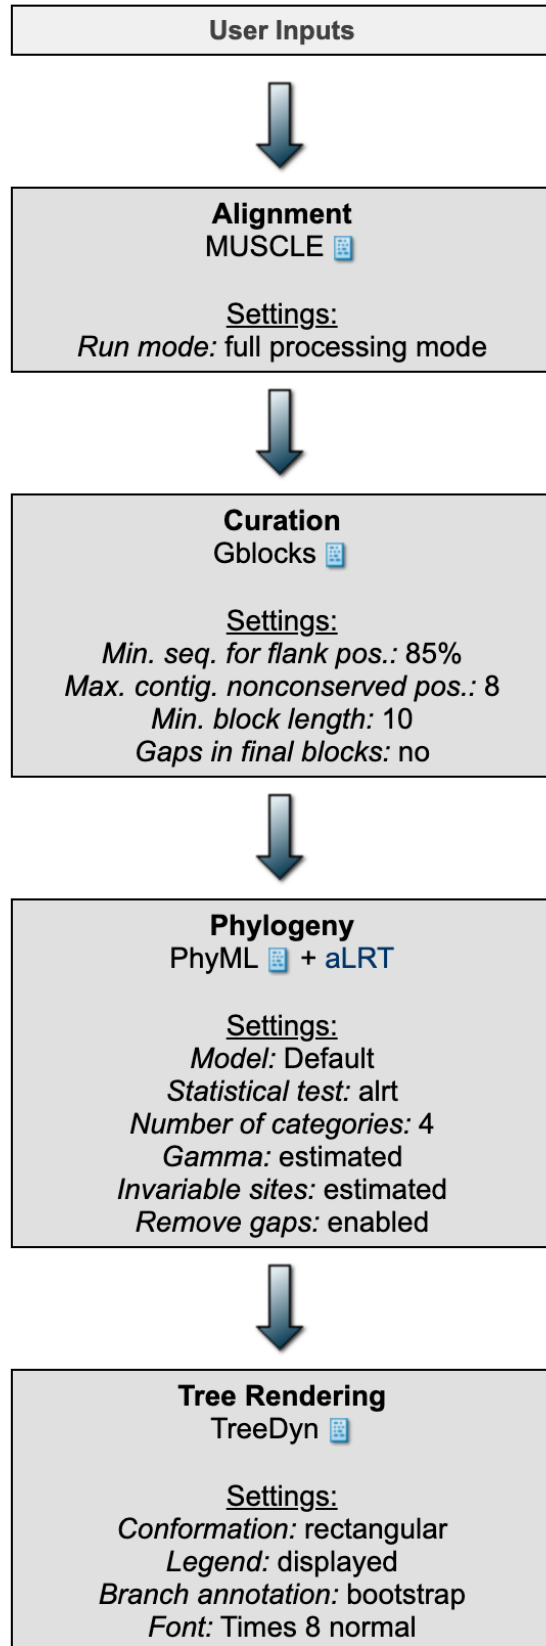 User Inputs
Alignment
MUSCLE
Settings:
Run mode: full processing mode
Curation
Gblocks
Settings:
Min. seq. for flank pos.: 85%
Max. contig. nonconserved pos.: 8
Min. block length: 10
Gaps in final blocks: no
Phylogeny
PhyML + aLRT
Settings:
Model: Default
Statistical test: alrt
Number of categories: 4
Gamma: estimated
Invariable sites: estimated
Remove gaps: enabled
Tree Rendering
TreeDyn
Settings:
Conformation: rectangular
Legend: displayed
Branch annotation: bootstrap
Font: Times 8 normal